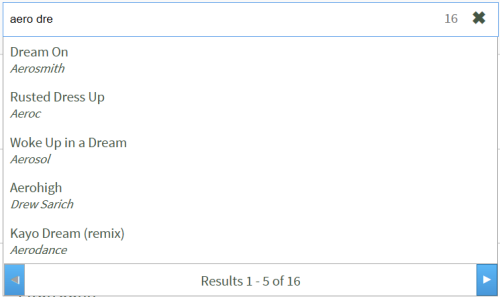 aero dre 16 ✖
Dream On
Aerosmith
Rusted Dress Up
Aeroc
Woke Up in a Dream
Aerosol
Aerohigh
Drew Sarich
Kayo Dream (remix)
Aerodance
Results 1 - 5 of 16